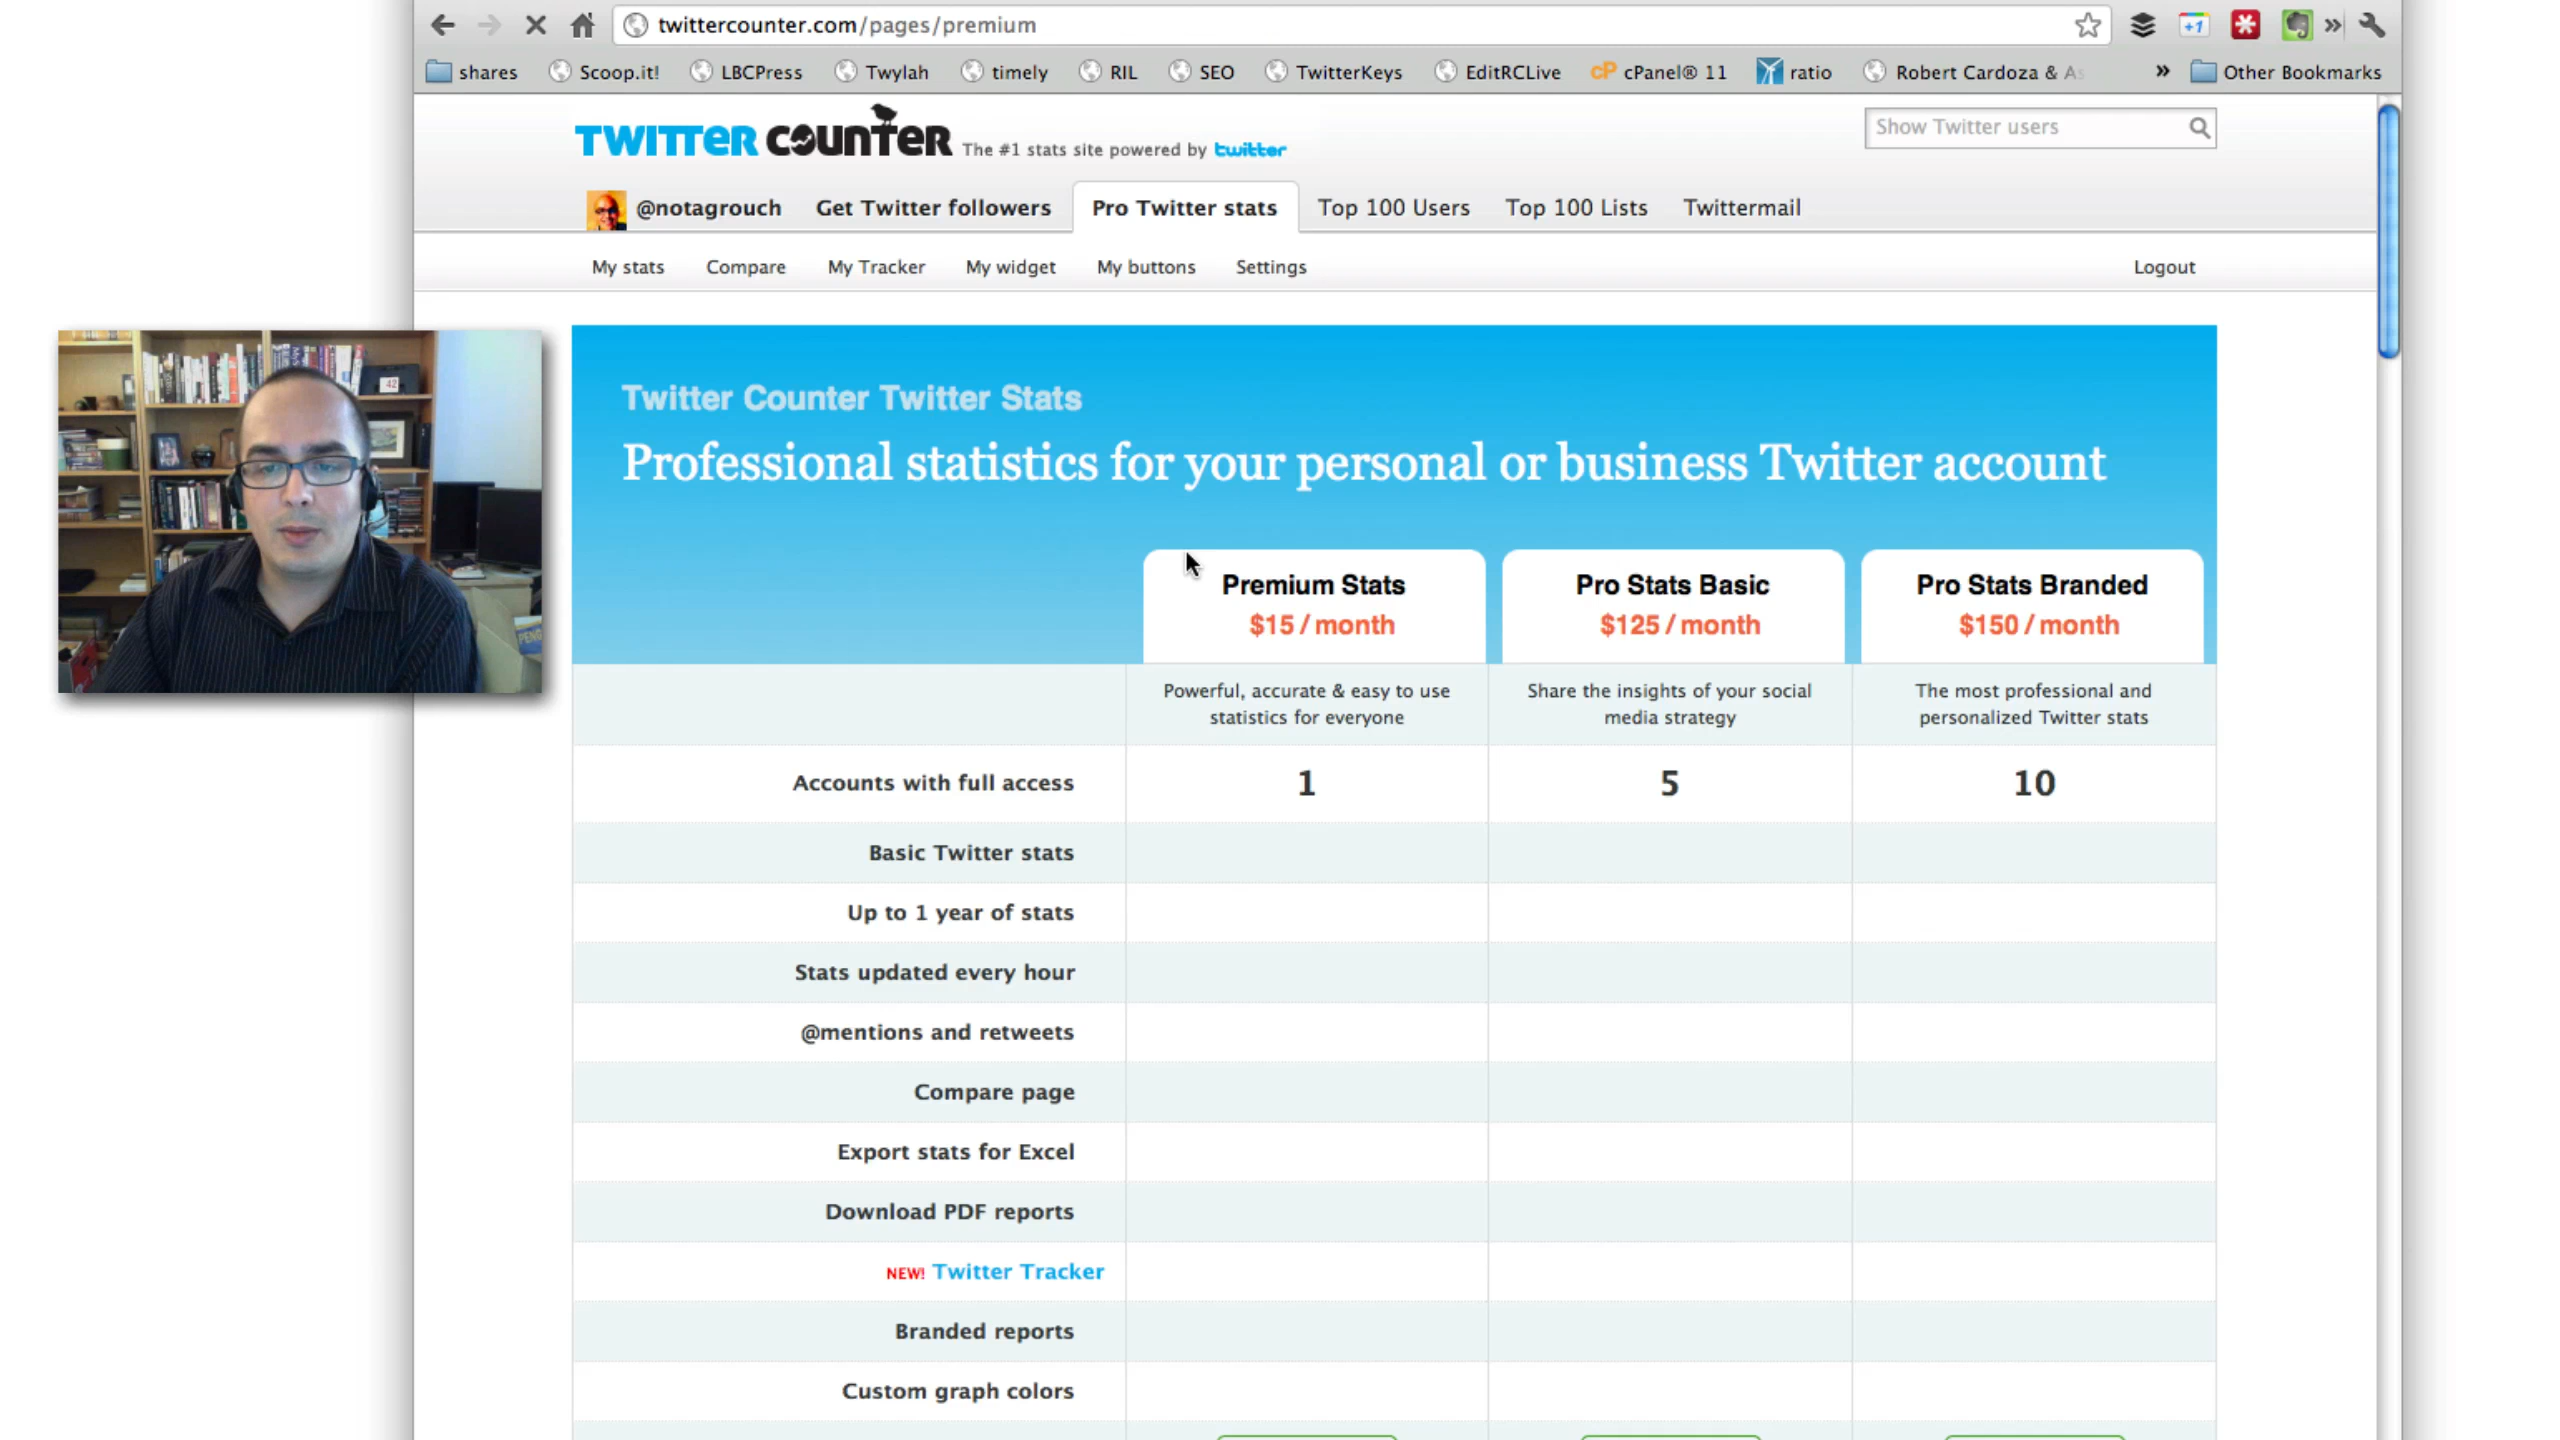 twittercounter.com/pages/premium
shares Scoop.it! LBCPress Twylah timely RIL SEO TwitterKeys EditRCLive cPanel® 11 ratio Robert Cardoza & As » Other Bookmarks
TWITTER COUNTER The #1 stats site powered by twitter
Show Twitter users
@notagrouch Get Twitter followers Pro Twitter stats Top 100 Users Top 100 Lists Twittermail
My stats Compare My Tracker My widget My buttons Settings Logout
Twitter Counter Twitter Stats
Professional statistics for your personal or business Twitter account
Premium Stats Pro Stats Basic Pro Stats Branded
$15 / month $125 / month $150 / month
Powerful, accurate & easy to use Share the insights of your social The most professional and
statistics for everyone media strategy personalized Twitter stats
Accounts with full access 1 5 10
Basic Twitter stats
Up to 1 year of stats
Stats updated every hour
@mentions and retweets
Compare page
Export stats for Excel
Download PDF reports
NEW! Twitter Tracker
Branded reports
Custom graph colors
42
PENG
+1
cP